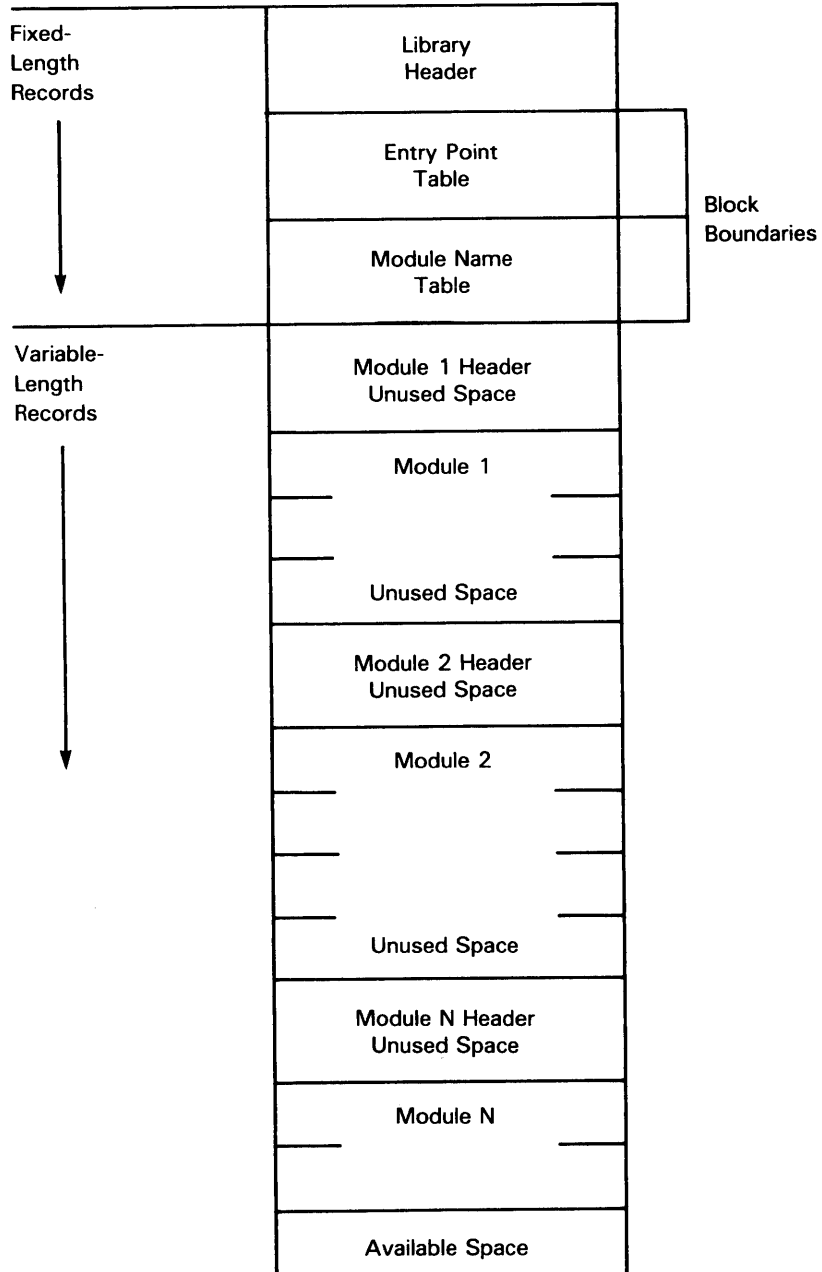 Fixed-
Length
Records
Library
Header
Entry Point
Table
Block
Boundaries
Module Name
Table
Variable-
Length
Records
Module 1 Header
Unused Space
Module 1
Unused Space
Module 2 Header
Unused Space
Module 2
Unused Space
Module N Header
Unused Space
Module N
Available Space